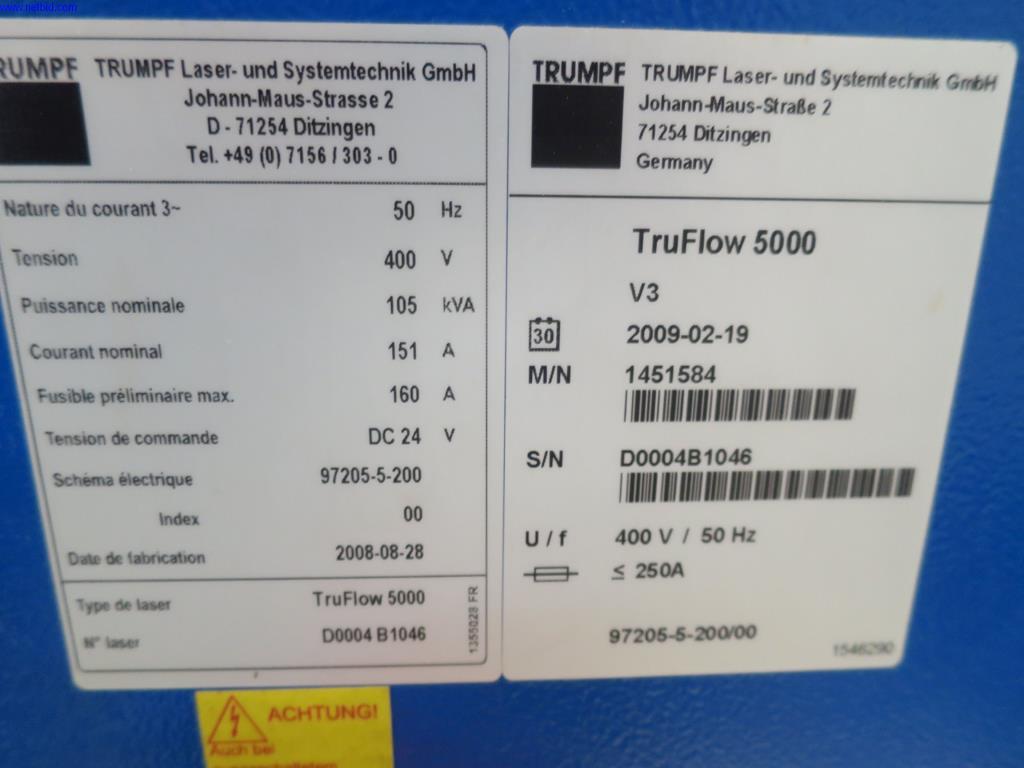 www.netbid.com
TRUMPF TRUMPF Laser- und Systemtechnik GmbH
Johann-Maus-Strasse 2
D - 71254 Ditzingen
Tel. +49 (0) 7156 / 303 - 0
Nature du courant 3~ 50 Hz
Tension 400 V
Puissance nominale 105 kVA
Courant nominal 151 A
Fusible préliminaire max. 160 A
Tension de commande DC 24 V
Schéma électrique 97205-5-200
Index 00
Date de fabrication 2008-08-28
Type de laser TruFlow 5000
N° laser D0004 B1046
1355028 FR
TRUMPF TRUMPF Laser- und Systemtechnik GmbH
Johann-Maus-Straße 2
71254 Ditzingen
Germany
TruFlow 5000
V3
30 2009-02-19
M/N 1451584
S/N D0004B1046
U / f 400 V / 50 Hz
≤ 250A
97205-5-200/00
1546290
ACHTUNG!
Auch bei